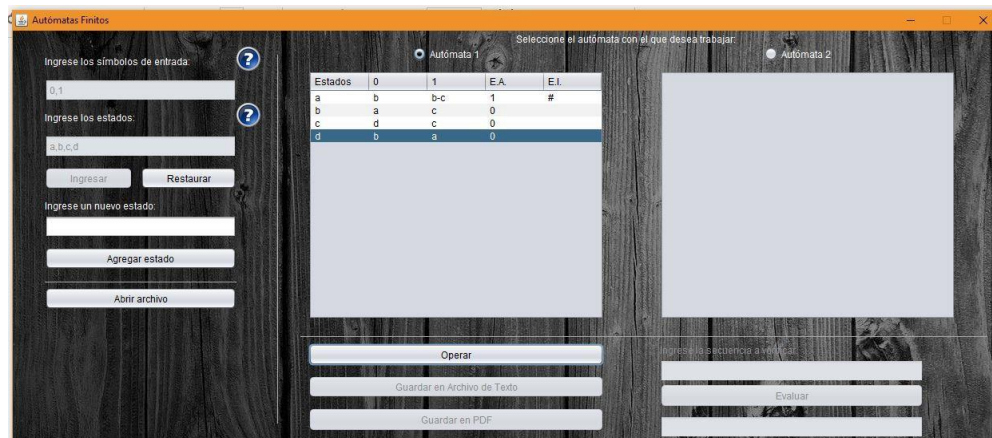 Autómatas Finitos
Seleccione el autómata con el que desea trabajar:
Ingrese los símbolos de entrada:
?
0,1
Ingrese los estados:
?
a,b,c,d
Ingresar Restaurar
Ingrese un nuevo estado:
Agregar estado
Abrir archivo
Autómata 1
Estados 0 1 E.A. E.I.
a b b-c 1 #
b a c 0
c d c 0
d b a 0
Operar
Guardar en Archivo de Texto
Guardar en PDF
Autómata 2
Ingrese la secuencia a verificar:
Evaluar